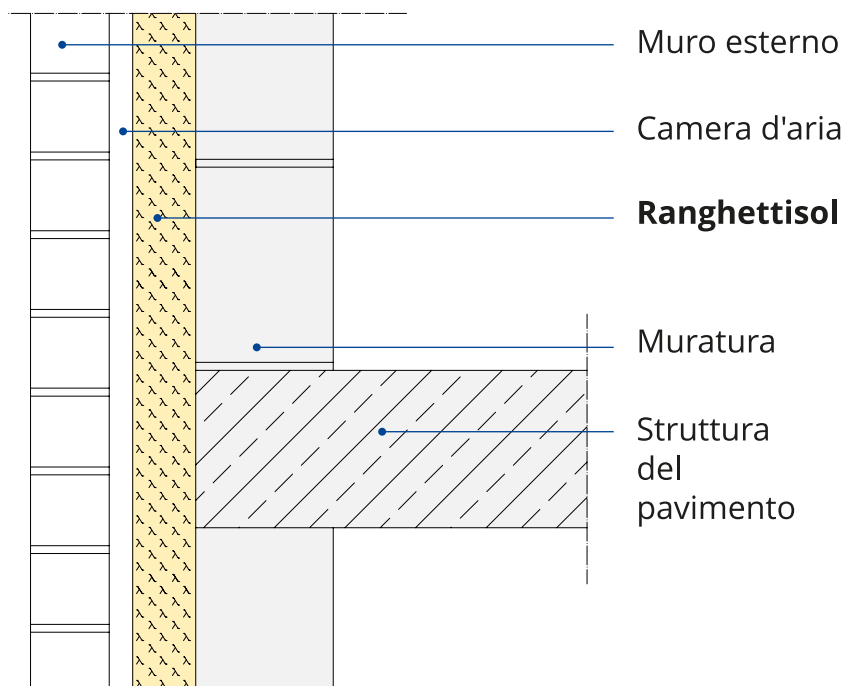 Muro esterno
Camera d'aria
Ranghettisol
Muratura
Struttura
del
pavimento